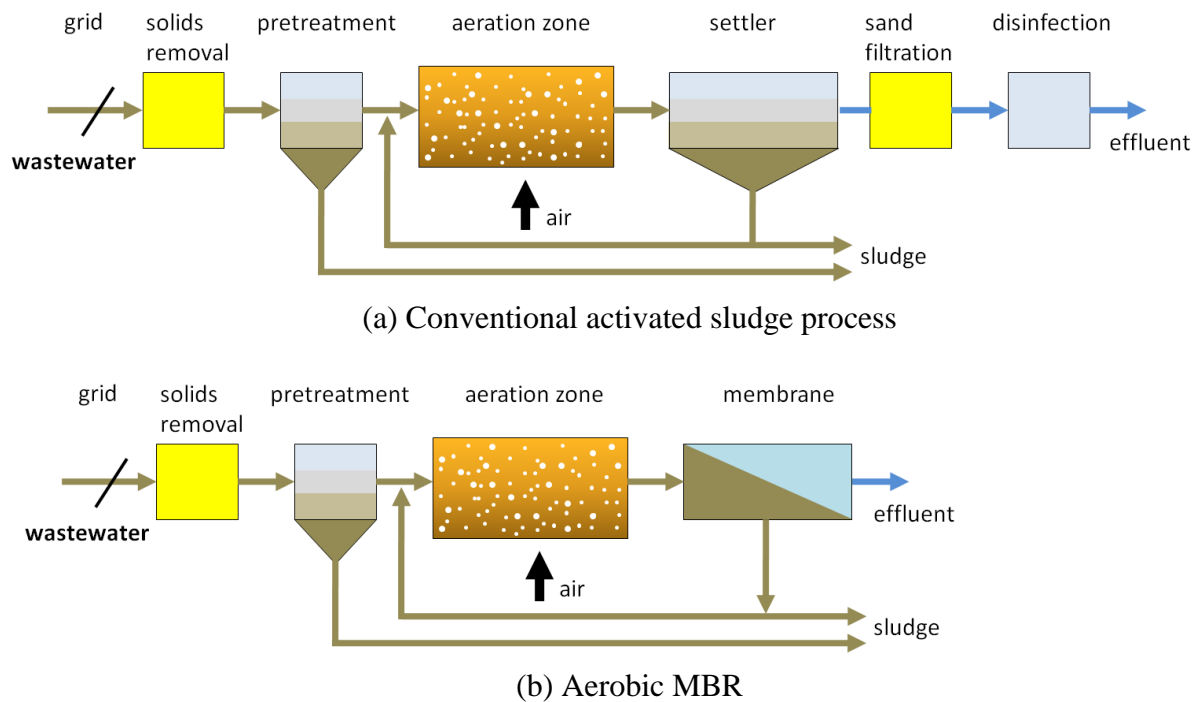 grid
solids
removal
pretreatment
aeration zone
settler
sand
filtration
disinfection
wastewater
effluent
air
sludge
(a) Conventional activated sludge process
grid
solids
removal
pretreatment
aeration zone
membrane
wastewater
effluent
air
sludge
(b) Aerobic MBR